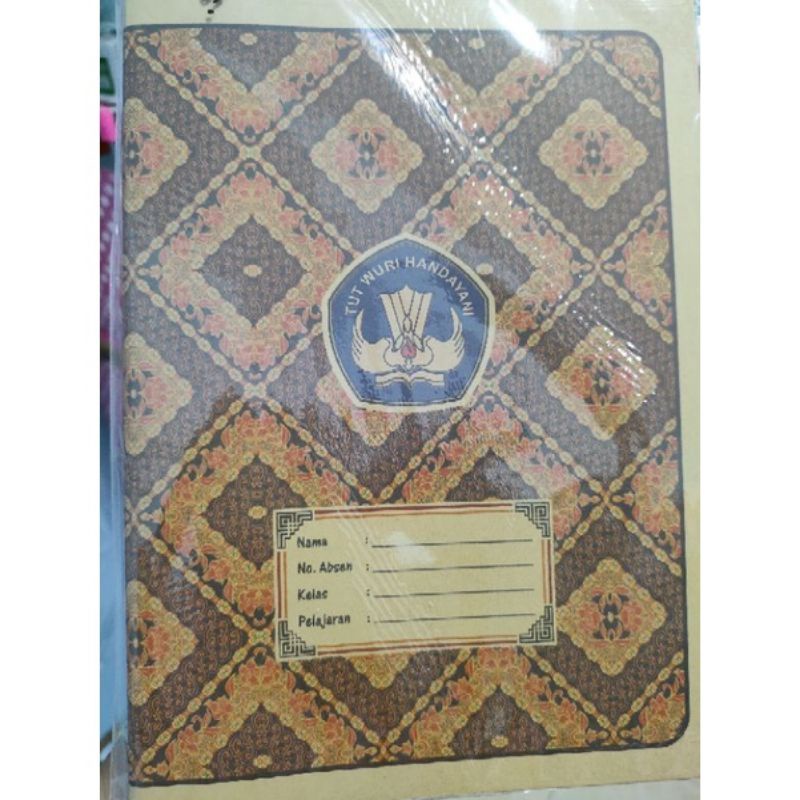 TUT WURI HANDAYANI
Nama :
No. Absen :
Kelas :
Pelajaran :